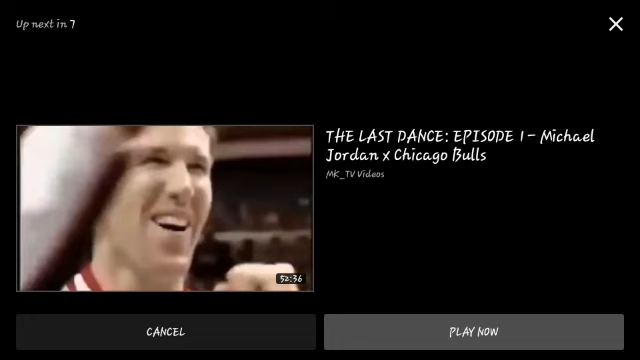 Up next in 7
THE LAST DANCE: EPISODE 1 - Michael
Jordan x Chicago Bulls
MK_TV Videos
52:36
CANCEL
PLAY NOW